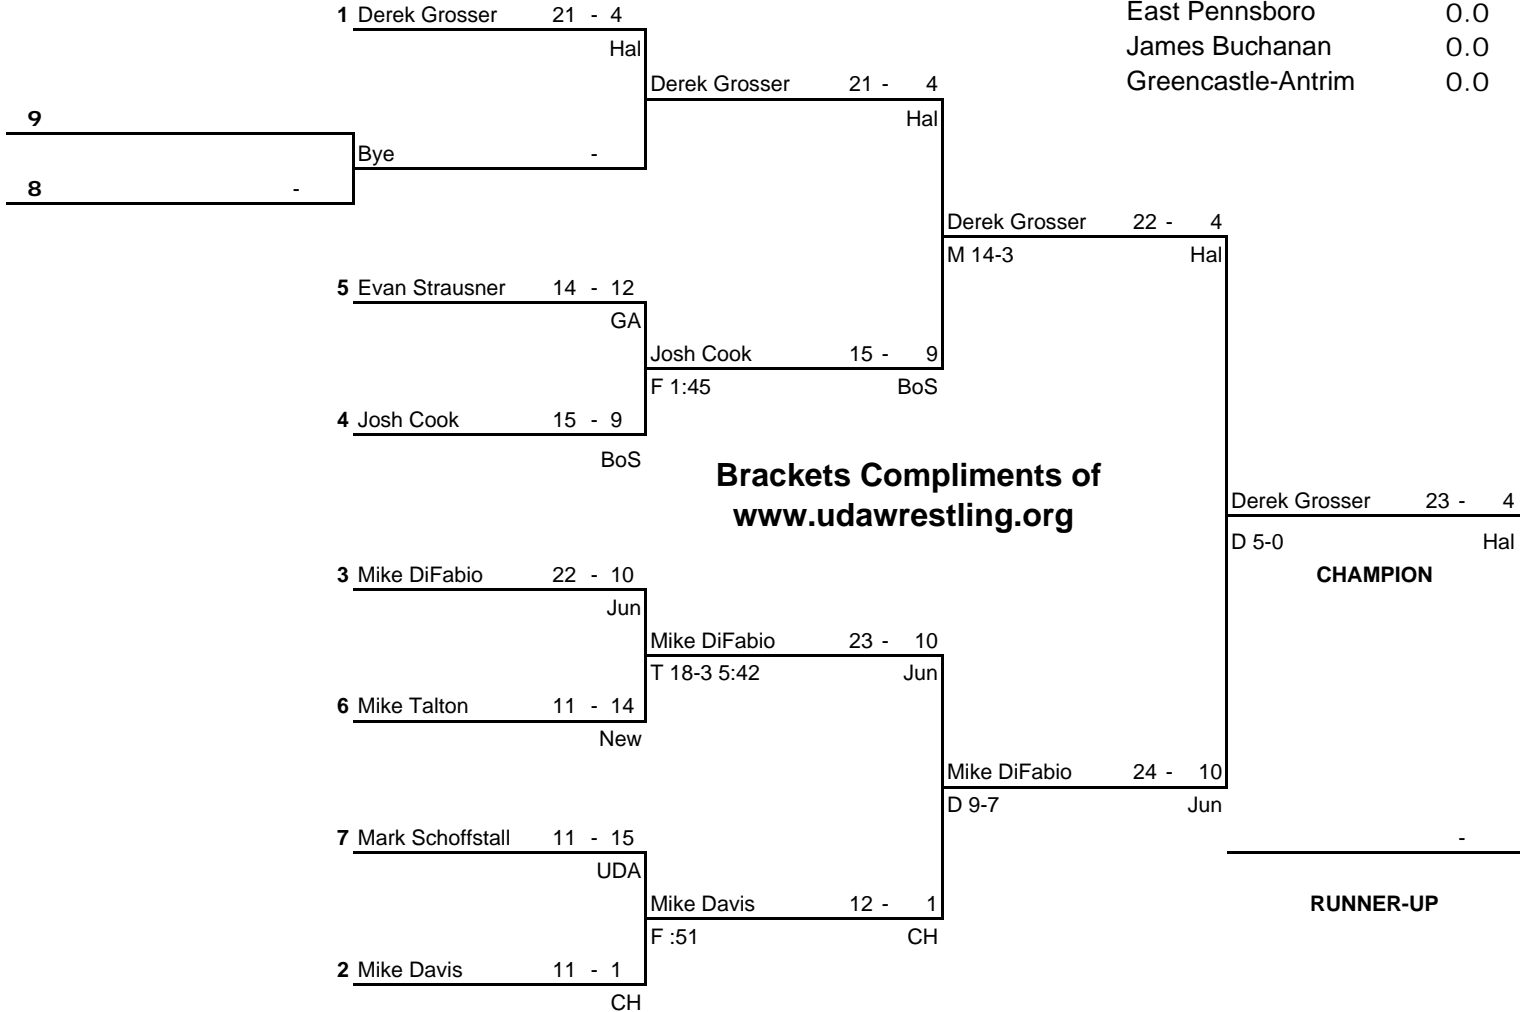 1 Derek Grosser 21 - 4
Hal
East Pennsboro 0.0
James Buchanan 0.0
Greencastle-Antrim 0.0
Derek Grosser 21 - 4
Hal
9
Bye -
8 -
Derek Grosser 22 - 4
M 14-3 Hal
5 Evan Strausner 14 - 12
GA
Josh Cook 15 - 9
F 1:45 BoS
4 Josh Cook 15 - 9
BoS
Brackets Compliments of
www.udawrestling.org
Derek Grosser 23 - 4
D 5-0 Hal
CHAMPION
3 Mike DiFabio 22 - 10
Jun
Mike DiFabio 23 - 10
T 18-3 5:42 Jun
6 Mike Talton 11 - 14
New
Mike DiFabio 24 - 10
D 9-7 Jun
7 Mark Schoffstall 11 - 15
UDA
-
RUNNER-UP
Mike Davis 12 - 1
F :51 CH
2 Mike Davis 11 - 1
CH